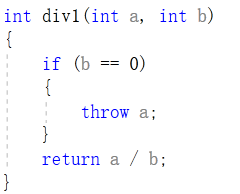 int div1(int a, int b)
{
    if (b == 0)
    {
        throw a;
    }
    return a / b;
}